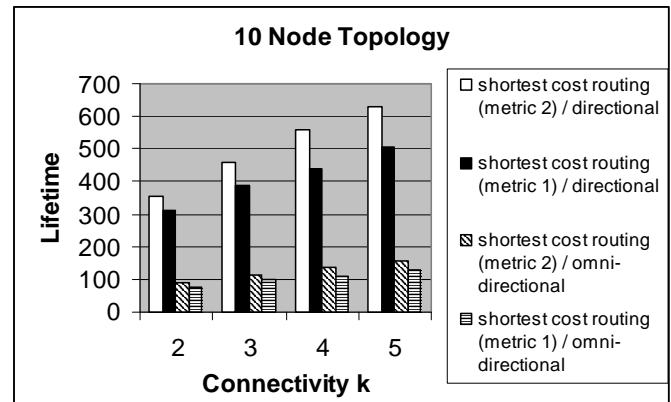 10 Node Topology
700
600
500
400
300
200
100
0
Lifetime
2 3 4 5
Connectivity k
shortest cost routing
(metric 2) / directional
shortest cost routing
(metric 1) / directional
shortest cost routing
(metric 2) / omni-
directional
shortest cost routing
(metric 1) / omni-
directional